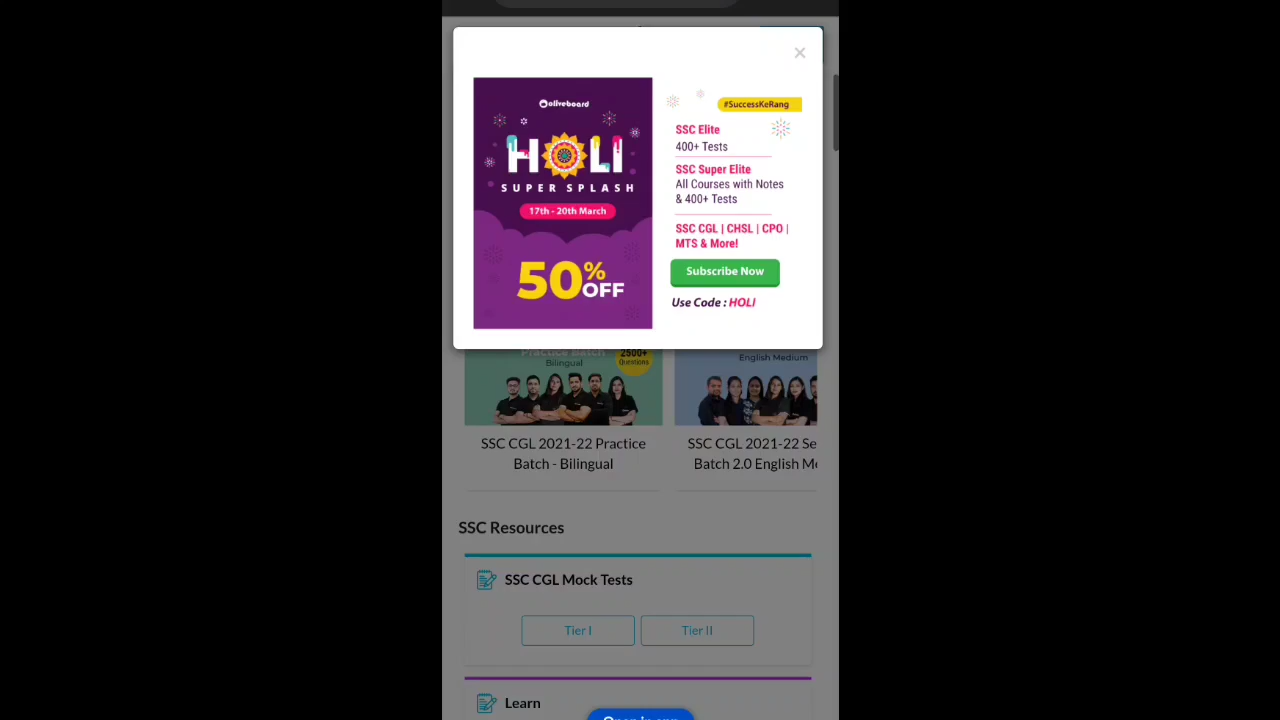 oliveboard
HOLI
SUPER SPLASH
17th - 20th March
50% OFF
#SuccessKeRang
SSC Elite
400+ Tests
SSC Super Elite
All Courses with Notes
& 400+ Tests
SSC CGL | CHSL | CPO |
MTS & More!
Subscribe Now
Use Code : HOLI
Practice Batch
Bilingual
2500+
Questions
English Medium
SSC CGL 2021-22 Practice
Batch - Bilingual
SSC CGL 2021-22 Se
Batch 2.0 English Me
SSC Resources
SSC CGL Mock Tests
Tier I
Tier II
Learn
Open in app